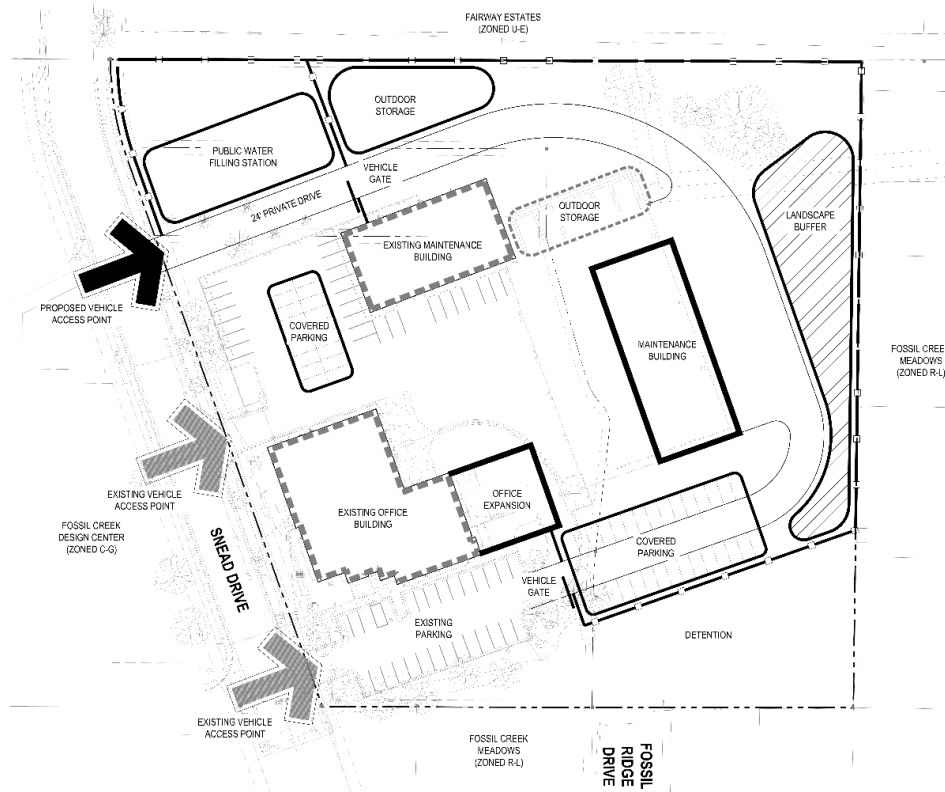 FAIRWAY ESTATES
(ZONED U-E)
OUTDOOR
STORAGE
PUBLIC WATER
FILLING STATION
VEHICLE
GATE
24' PRIVATE DRIVE
OUTDOOR
STORAGE
EXISTING MAINTENANCE
BUILDING
LANDSCAPE
BUFFER
PROPOSED VEHICLE
ACCESS POINT
COVERED
PARKING
MAINTENANCE
BUILDING
FOSSIL CREE
MEADOWS
(ZONED R-L)
EXISTING VEHICLE
ACCESS POINT
FOSSIL CREEK
DESIGN CENTER
(ZONED C-G)
SNEAD DRIVE
EXISTING OFFICE
BUILDING
OFFICE
EXPANSION
COVERED
PARKING
VEHICLE
GATE
EXISTING
PARKING
DETENTION
EXISTING VEHICLE
ACCESS POINT
FOSSIL CREEK
MEADOWS
(ZONED R-L)
FOSSIL
RIDGE
DRIVE